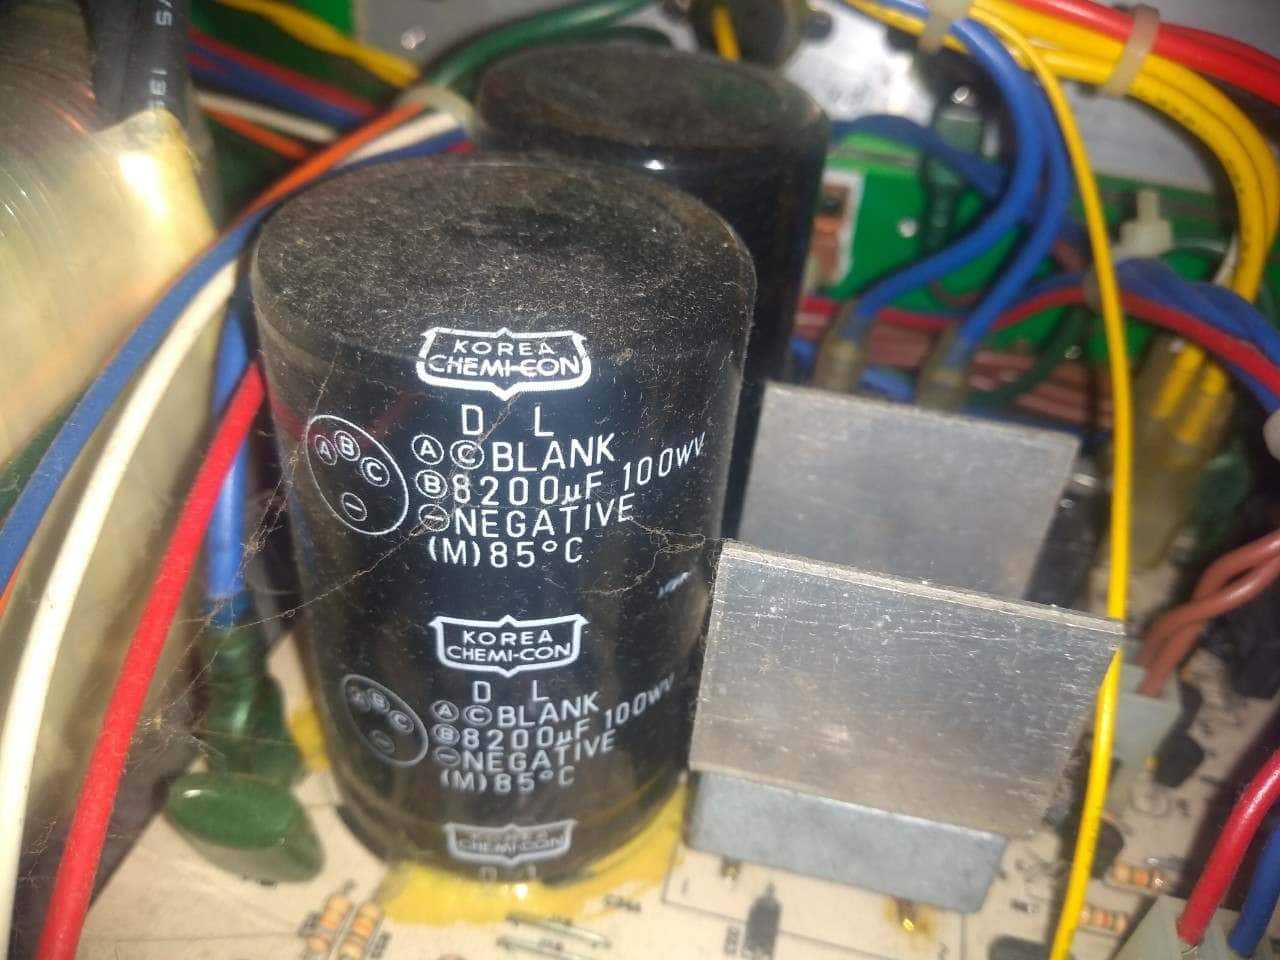 KOREA
CHEMI-CON
D L
A B C
Ⓐ Ⓒ BLANK
Ⓑ 8200µF 100WV
⊖ NEGATIVE
(M) 85°C
KOREA
CHEMI-CON
D L
A B C
Ⓐ Ⓒ BLANK
Ⓑ 8200µF 100WV
⊖ NEGATIVE
(M) 85°C
KOREA
CHEMI-CON
D L